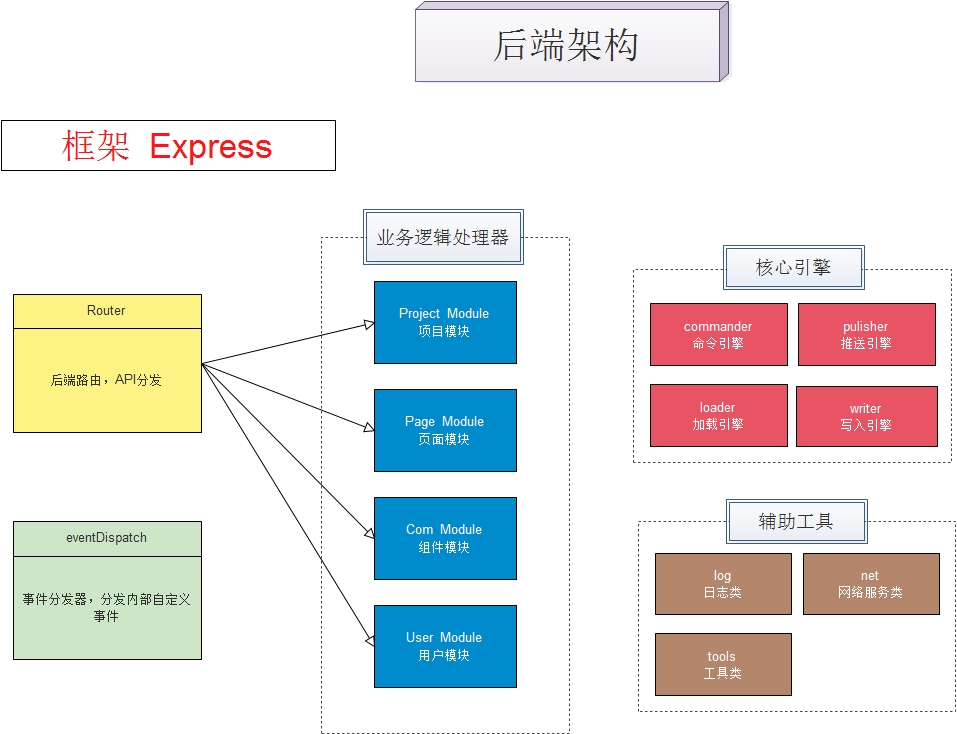 后端架构
框架 Express
业务逻辑处理器
Router
后端路由，API分发
eventDispatch
事件分发器，分发内部自定义
事件
Project Module
项目模块
Page Module
页面模块
Com Module
组件模块
User Module
用户模块
核心引擎
commander
命令引擎
pulisher
推送引擎
loader
加载引擎
writer
写入引擎
辅助工具
log
日志类
net
网络服务类
tools
工具类